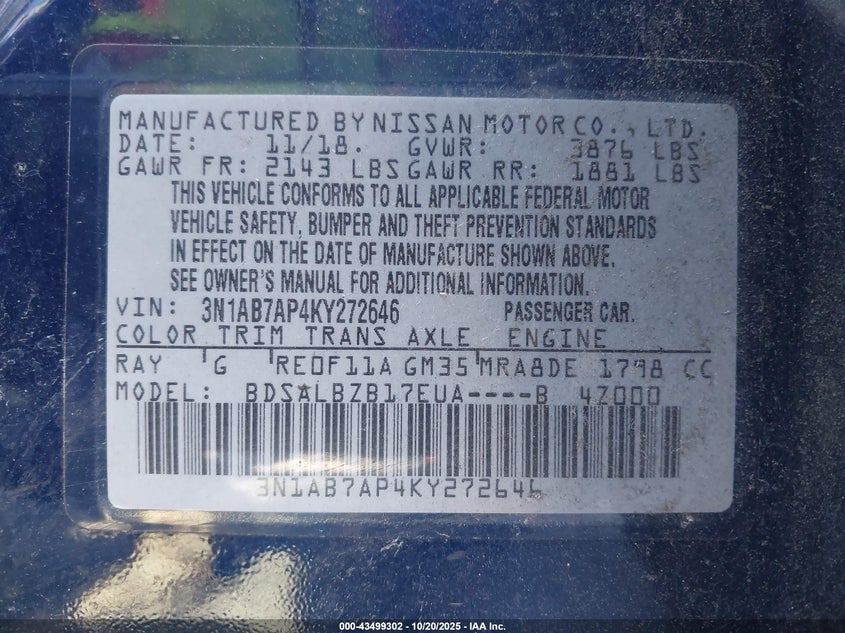 MANUFACTURED BY NISSAN MOTOR CO., LTD.
DATE: 11/18. GVWR: 3876 LBS
GAWR FR: 2143 LBS GAWR RR: 1881 LBS
THIS VEHICLE CONFORMS TO ALL APPLICABLE FEDERAL MOTOR
VEHICLE SAFETY, BUMPER AND THEFT PREVENTION STANDARDS
IN EFFECT ON THE DATE OF MANUFACTURE SHOWN ABOVE.
SEE OWNER'S MANUAL FOR ADDITIONAL INFORMATION.
VIN: 3N1AB7AP4KY272646 PASSENGER CAR.
COLOR TRIM TRANS AXLE ENGINE
RAY G RE0F11A GM35 MRA8DE 1798 CC
MODEL: BDSALBZB17EUA----B 4Z000
3N1AB7AP4KY272646
000-43499302 - 10/20/2025 - IAA Inc.